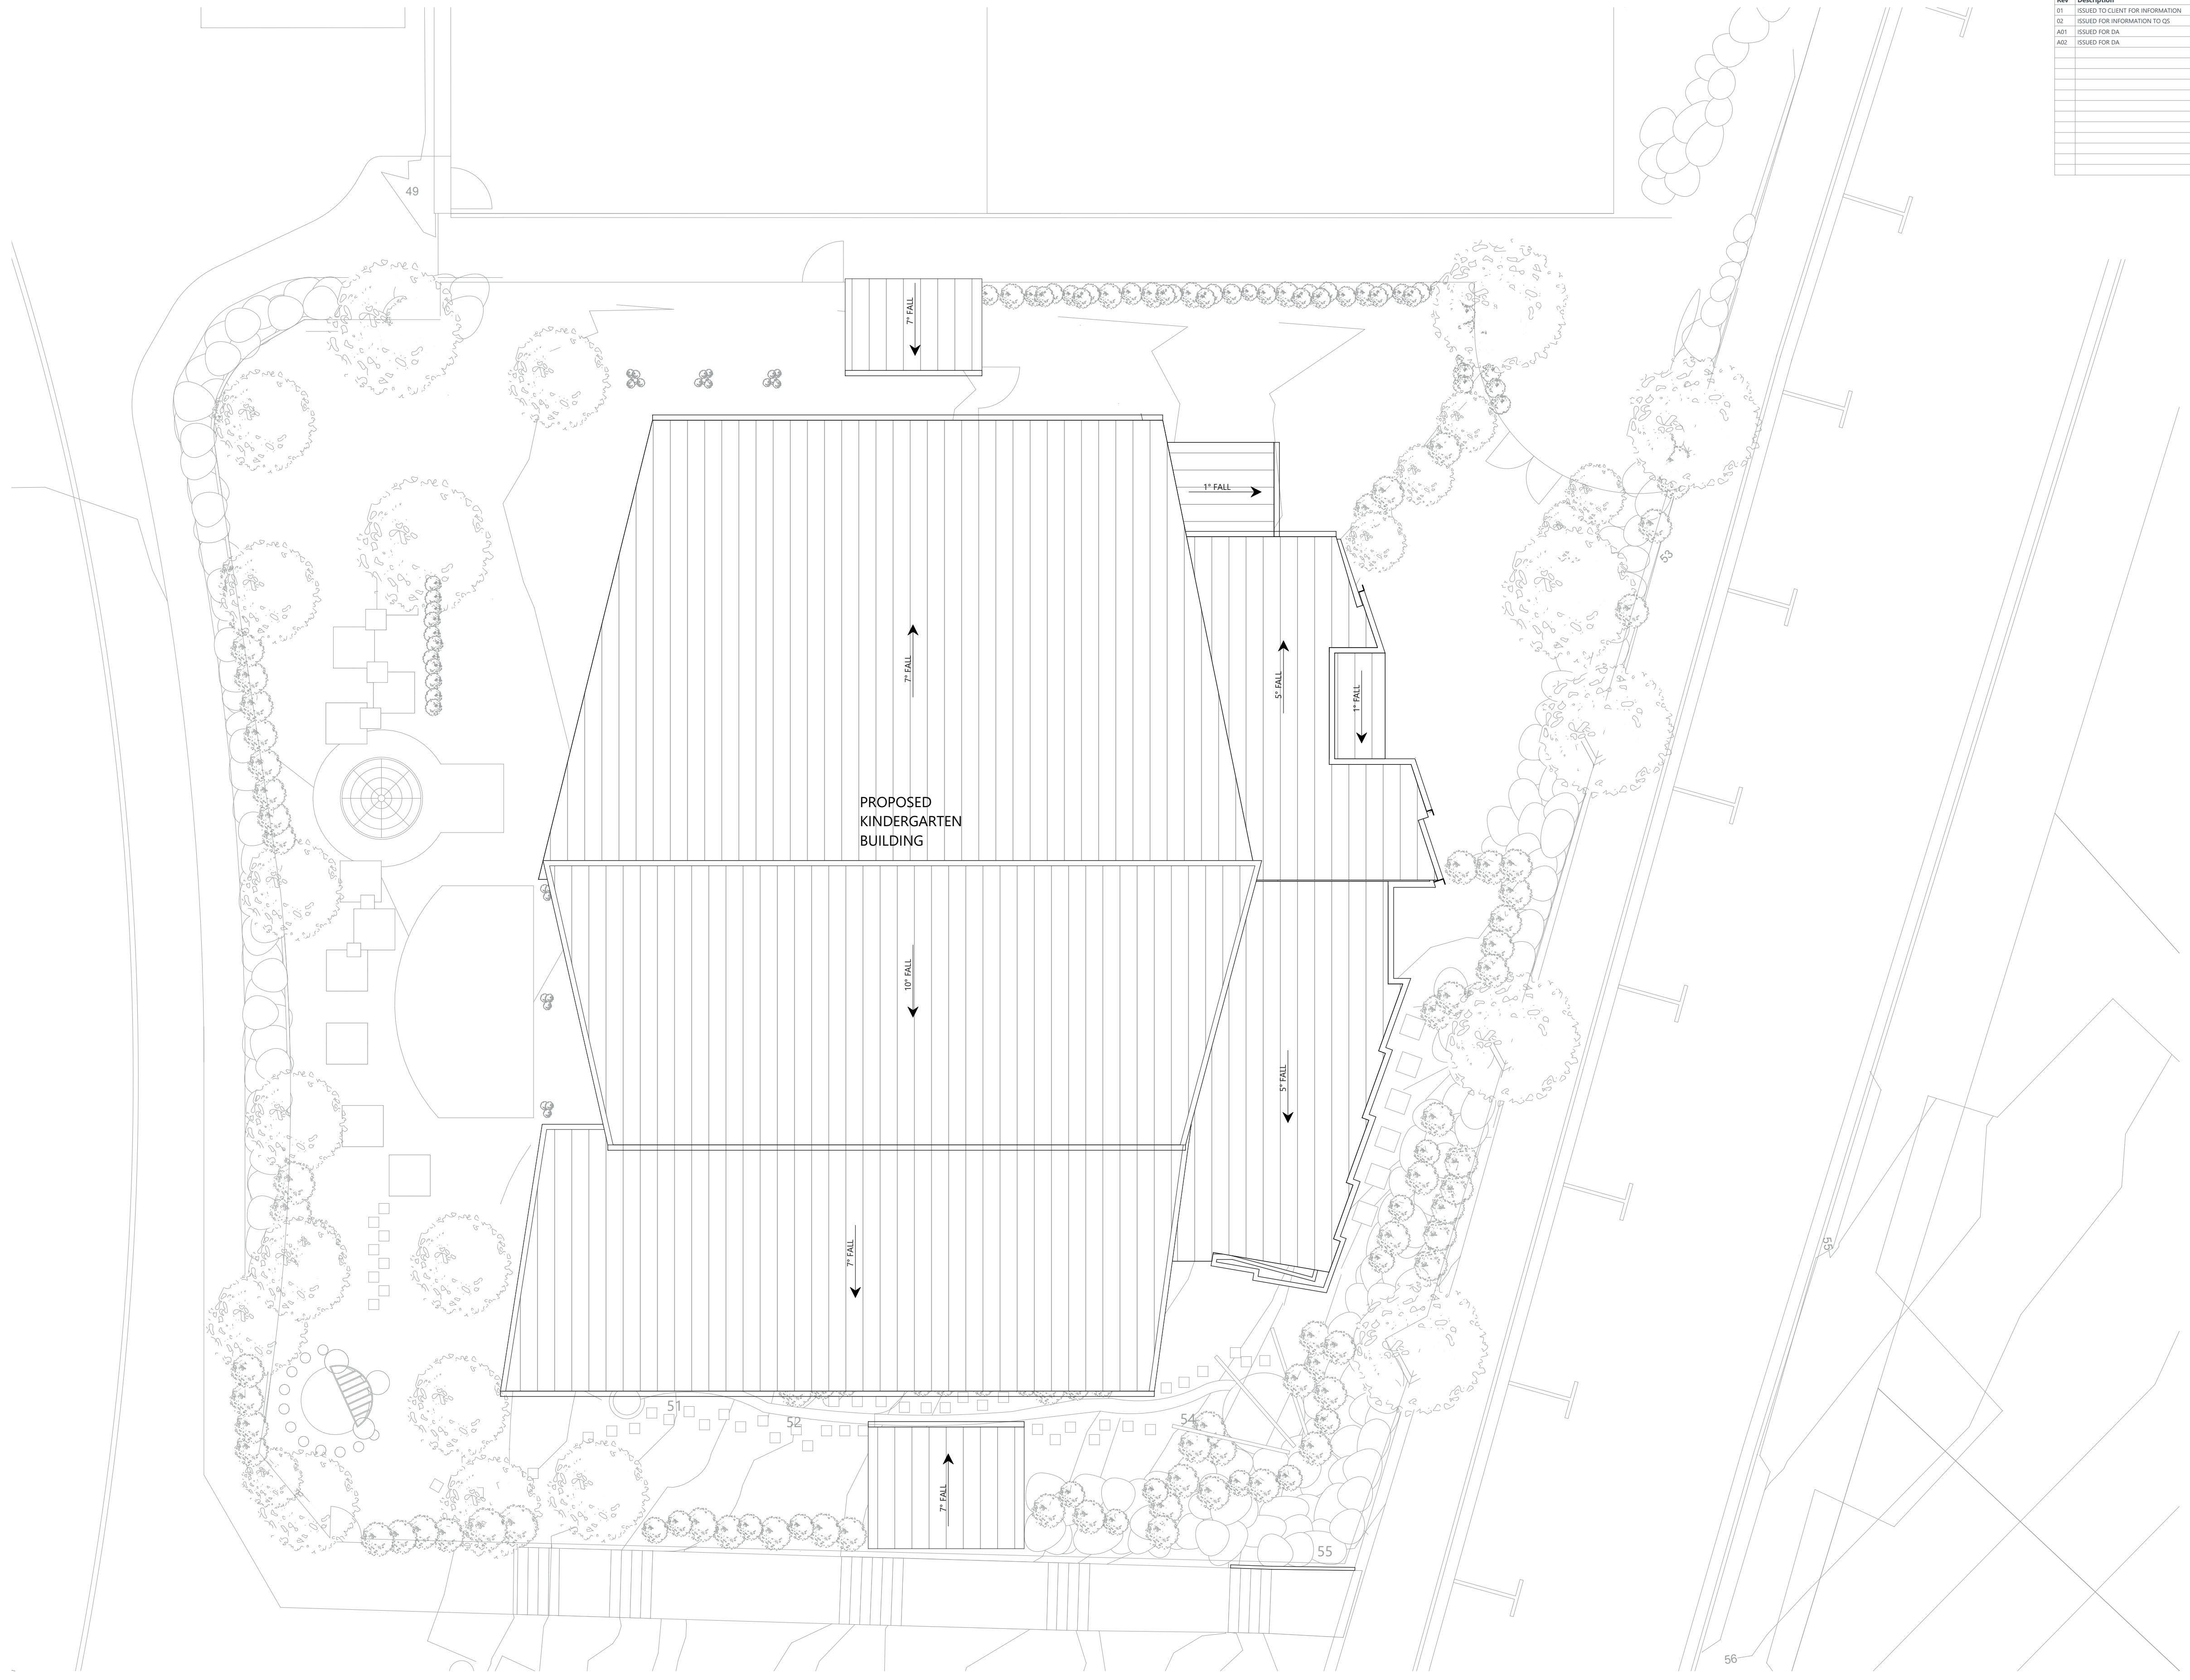 Rev Description
01 ISSUED TO CLIENT FOR INFORMATION
02 ISSUED FOR INFORMATION TO QS
A01 ISSUED FOR DA
A02 ISSUED FOR DA
49
7° FALL
1° FALL
53
7° FALL
5° FALL
1° FALL
PROPOSED
KINDERGARTEN
BUILDING
10° FALL
5° FALL
7° FALL
55
51
52
54
7° FALL
55
56